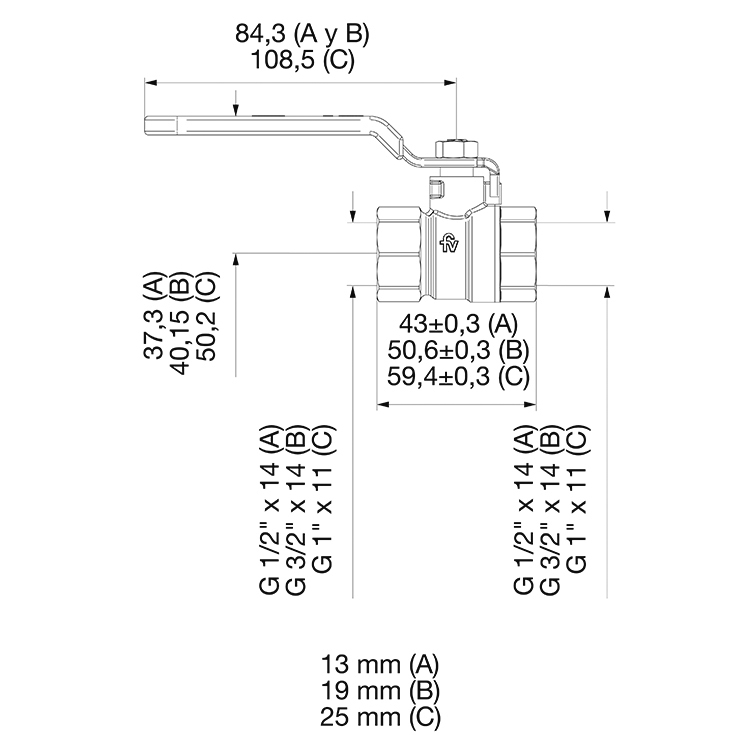 84,3 (A y B)
108,5 (C)
fv
37,3 (A)
40,15 (B)
50,2 (C)
43±0,3 (A)
50,6±0,3 (B)
59,4±0,3 (C)
G 1/2" x 14 (A)
G 3/2" x 14 (B)
G 1" x 11 (C)
G 1/2" x 14 (A)
G 3/2" x 14 (B)
G 1" x 11 (C)
13 mm (A)
19 mm (B)
25 mm (C)